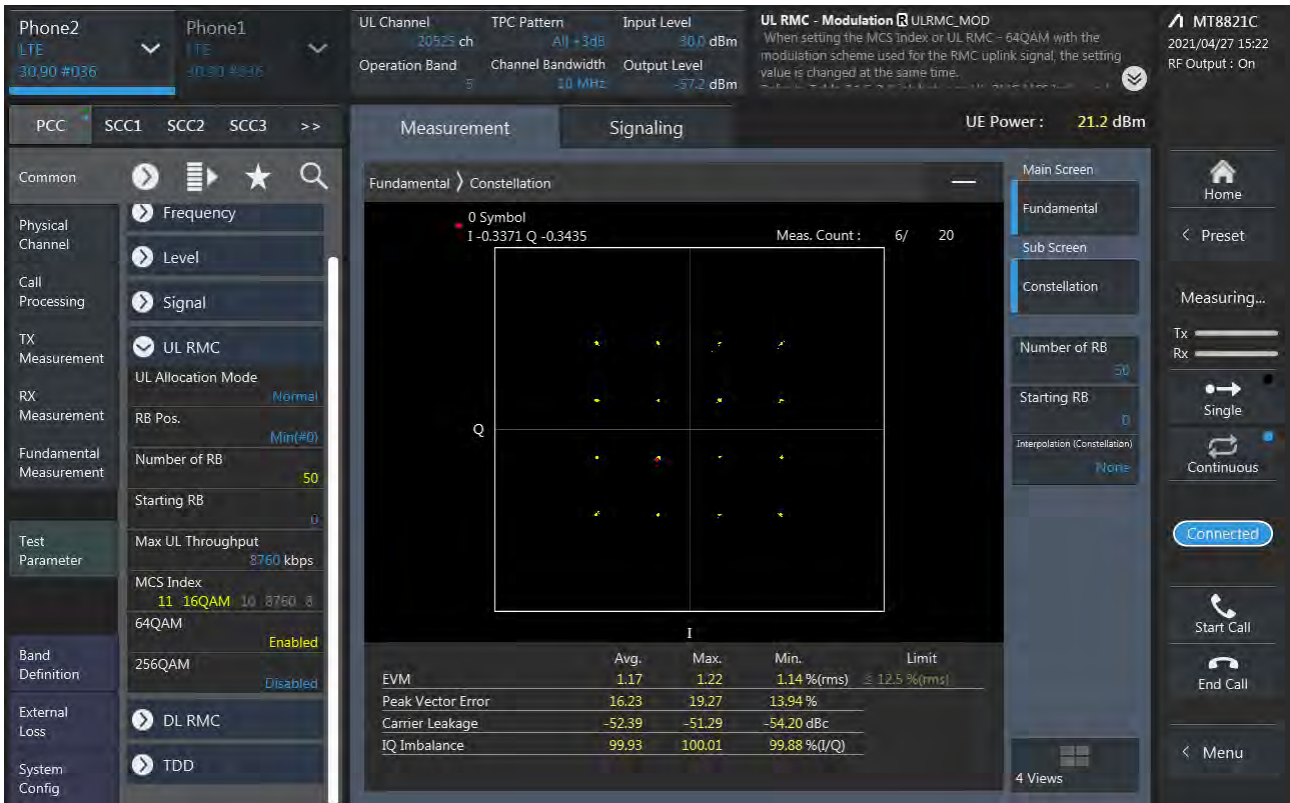 Phone2
LTE
30.90 #036
Phone1
LTE
30.90 #036
UL Channel
20525 ch
Operation Band
5
TPC Pattern
All +3dB
Channel Bandwidth
10 MHz
Input Level
30.0 dBm
Output Level
-57.2 dBm
UL RMC - Modulation R ULRMC_MOD
When setting the MCS Index or UL RMC – 64QAM with the
modulation scheme used for the RMC uplink signal, the setting
value is changed at the same time.
MT8821C
2021/04/27 15:22
RF Output : On
PCC SCC1 SCC2 SCC3 >>
Measurement
Signaling
UE Power : 21.2 dBm
Common
Physical
Channel
Call
Processing
TX
Measurement
RX
Measurement
Fundamental
Measurement
Test
Parameter
Band
Definition
External
Loss
System
Config
Frequency
Level
Signal
UL RMC
UL Allocation Mode
Normal
RB Pos.
Min(#0)
Number of RB
50
Starting RB
0
Max UL Throughput
8760 kbps
MCS Index
11 16QAM 10 8760 8
64QAM
Enabled
256QAM
Disabled
DL RMC
TDD
Fundamental 〉 Constellation
0 Symbol
I -0.3371 Q -0.3435
Meas. Count : 6/ 20
Q
I
Avg. Max. Min. Limit
EVM 1.17 1.22 1.14 %(rms) ≤ 12.5 %(rms)
Peak Vector Error 16.23 19.27 13.94 %
Carrier Leakage -52.39 -51.29 -54.20 dBc
IQ Imbalance 99.93 100.01 99.88 %(I/Q)
Main Screen
Fundamental
Sub Screen
Constellation
Number of RB
50
Starting RB
0
Interpolation (Constellation)
None
4 Views
Home
< Preset
Measuring...
Tx
Rx
Single
Continuous
Connected
Start Call
End Call
< Menu